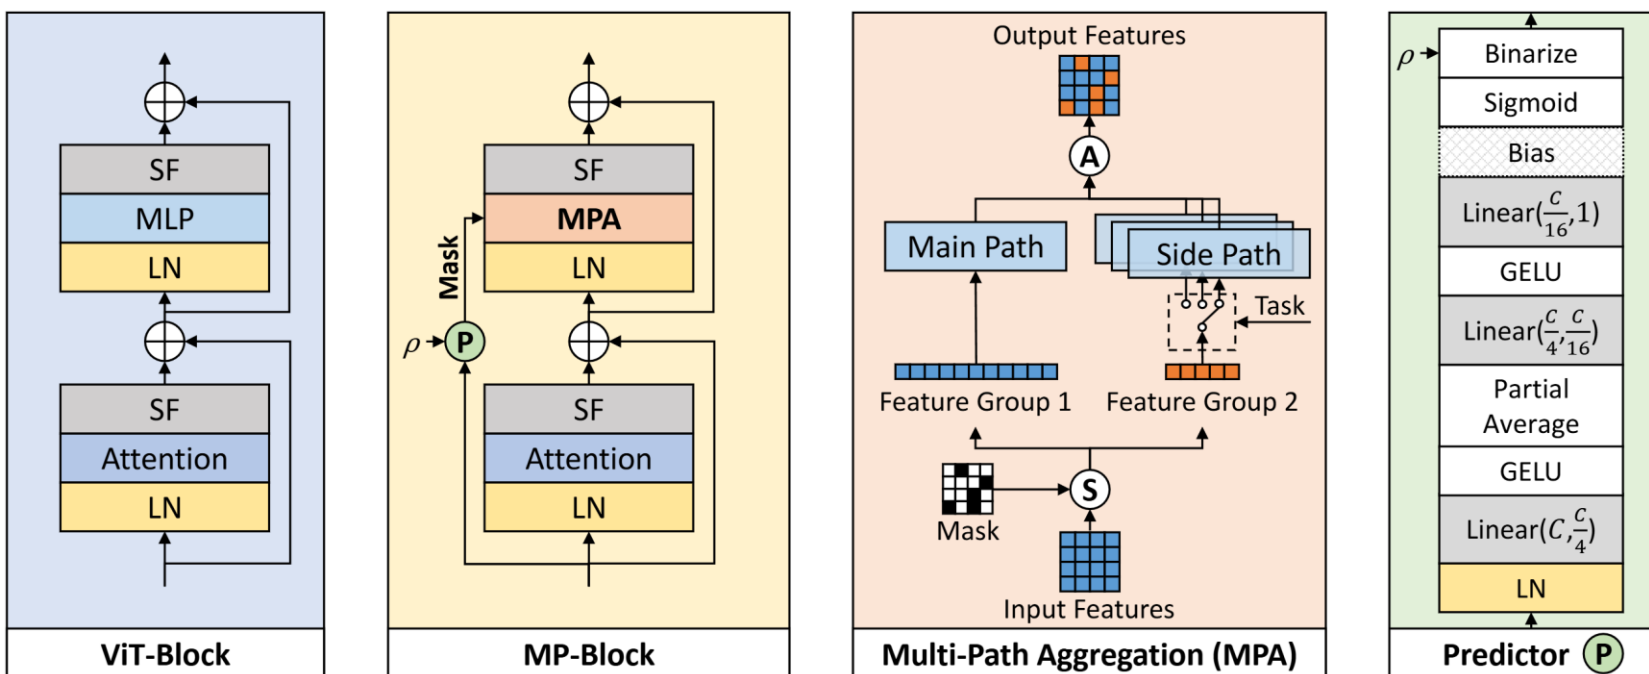 SF
MLP
LN
SF
Attention
LN
ViT-Block
SF
MPA
LN
Mask
ρ
P
SF
Attention
LN
MP-Block
Output Features
A
Main Path
Side Path
Task
Feature Group 1
Feature Group 2
S
Mask
Input Features
Multi-Path Aggregation (MPA)
ρ
Binarize
Sigmoid
Bias
Linear(C/16,1)
GELU
Linear(C/4,C/16)
Partial
Average
GELU
Linear(C,C/4)
LN
Predictor P